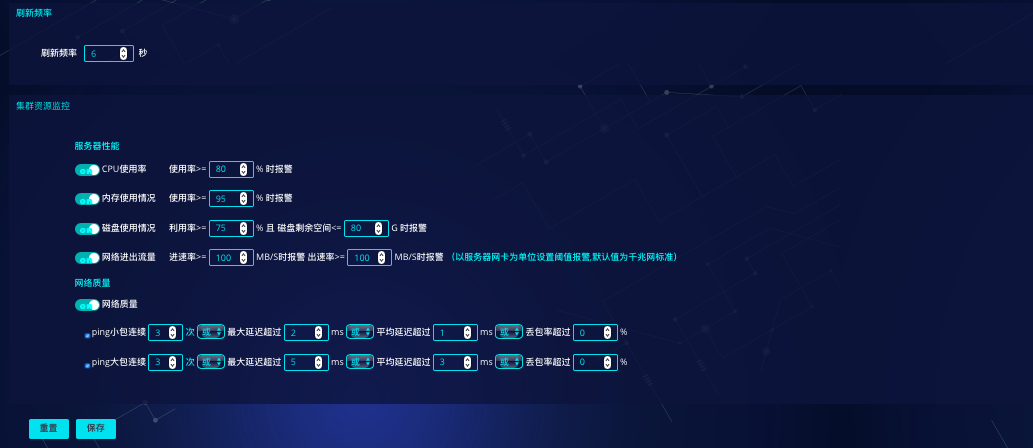 刷新频率
刷新频率 6 秒
集群资源监控
服务器性能
on CPU使用率 使用率>= 80 % 时报警
on 内存使用情况 使用率>= 95 % 时报警
on 磁盘使用情况 利用率>= 75 % 且 磁盘剩余空间<= 80 G 时报警
on 网络进出流量 进速率>= 100 MB/S时报警 出速率>= 100 MB/S时报警 (以服务器网卡为单位设置阈值报警,默认值为千兆网标准)
网络质量
on 网络质量
ping小包连续 3 次 或 最大延迟超过 2 ms 或 平均延迟超过 1 ms 或 丢包率超过 0 %
ping大包连续 3 次 或 最大延迟超过 5 ms 或 平均延迟超过 3 ms 或 丢包率超过 0 %
重置 保存